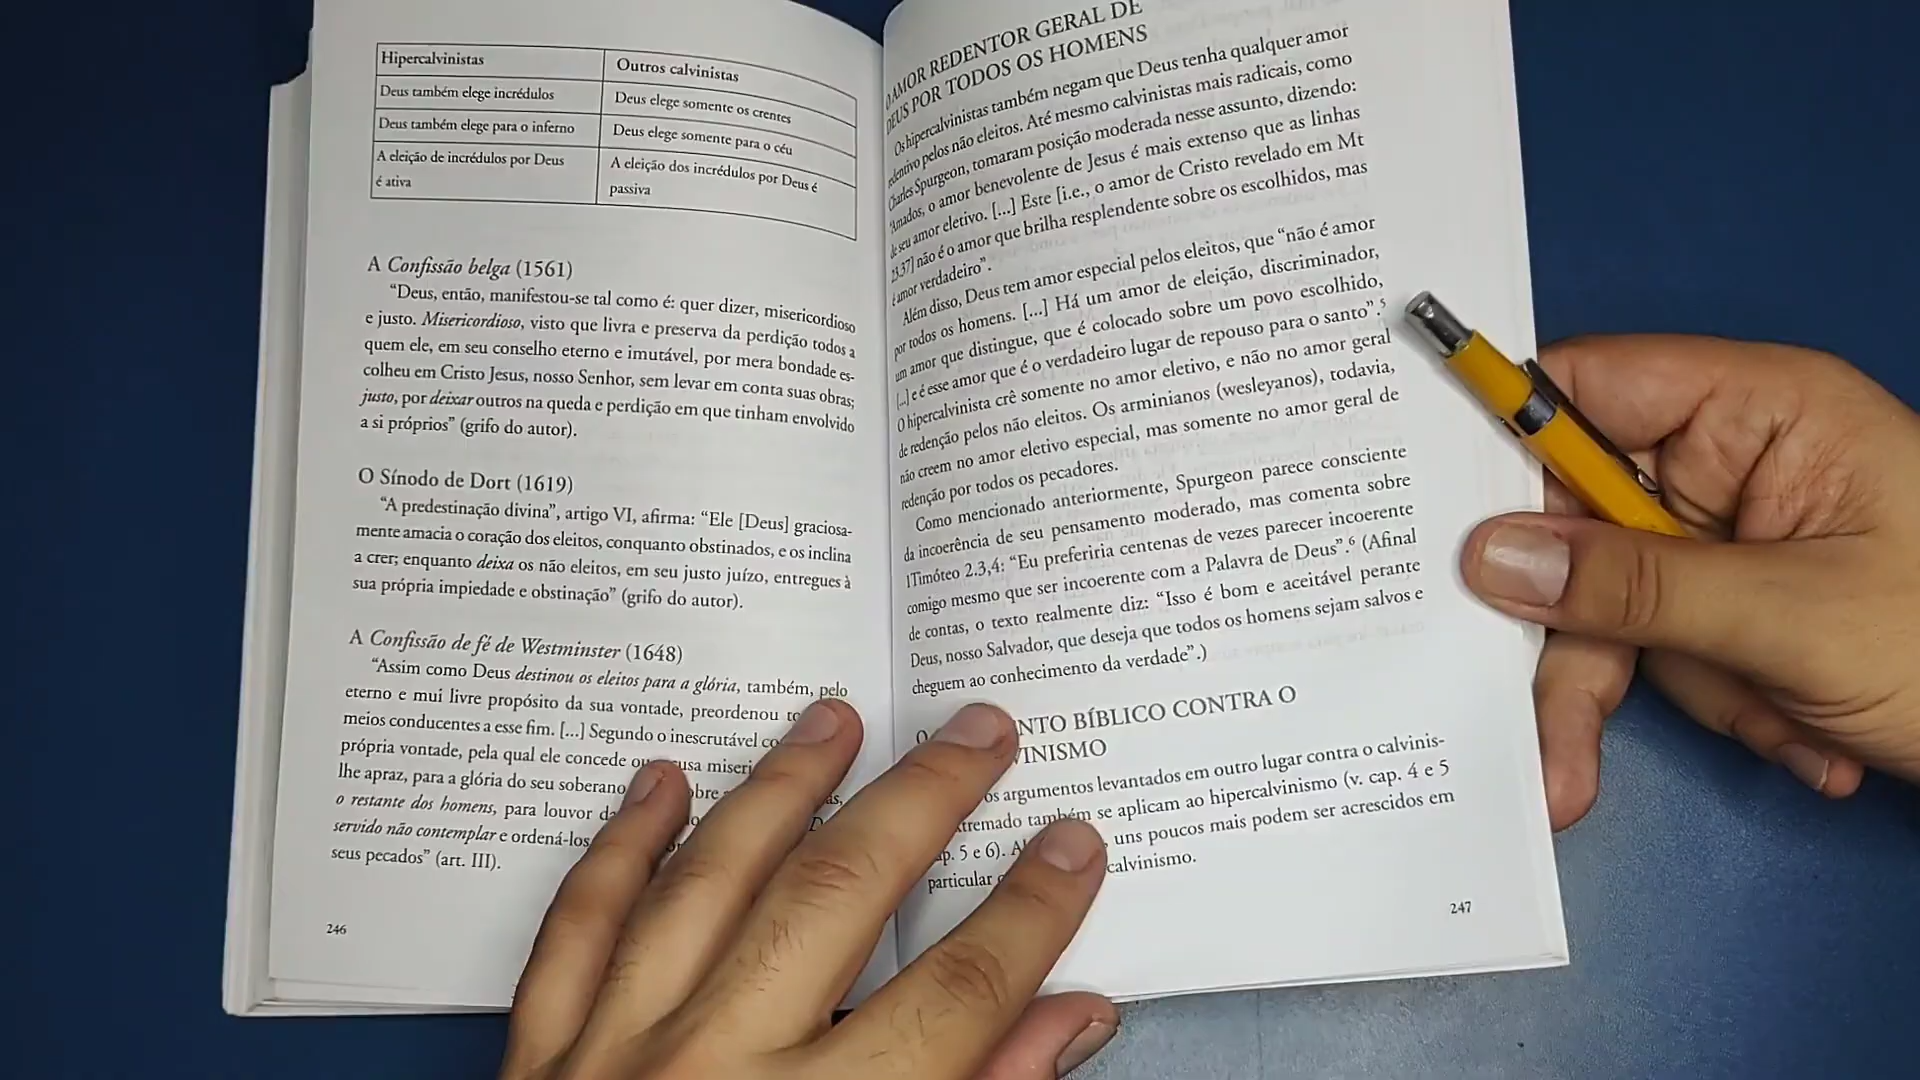 Hipercalvinistas
Outros calvinistas
Deus também elege incrédulos
Deus elege somente os crentes
Deus também elege para o inferno
Deus elege somente para o céu
A eleição de incrédulos por Deus
é ativa
A eleição dos incrédulos por Deus é
passiva
A Confissão belga (1561)
“Deus, então, manifestou-se tal como é: quer dizer, misericordioso
e justo. Misericordioso, visto que livra e preserva da perdição todos a
quem ele, em seu conselho eterno e imutável, por mera bondade es-
colheu em Cristo Jesus, nosso Senhor, sem levar em conta suas obras;
justo, por deixar outros na queda e perdição em que tinham envolvido
a si próprios” (grifo do autor).
O Sínodo de Dort (1619)
“A predestinação divina”, artigo VI, afirma: “Ele [Deus] graciosa-
mente amacia o coração dos eleitos, conquanto obstinados, e os inclina
a crer; enquanto deixa os não eleitos, em seu justo juízo, entregues à
sua própria impiedade e obstinação” (grifo do autor).
A Confissão de fé de Westminster (1648)
“Assim como Deus destinou os eleitos para a glória, também, pelo
eterno e mui livre propósito da sua vontade, preordenou
meios conducentes a esse fim. [...] Segundo o inescrutável
própria vontade, pela qual ele concede ou
lhe apraz, para a glória do seu soberano
o restante dos homens, para louvor
servido não contemplar e ordená-los
seus pecados” (art. III).
246
O AMOR REDENTOR GERAL DE
DEUS POR TODOS OS HOMENS
Os hipercalvinistas também negam que Deus tenha qualquer amor
redentivo pelos não eleitos. Até mesmo calvinistas mais radicais, como
Charles Spurgeon, tomaram posição moderada nesse assunto, dizendo:
“Amados, o amor benevolente de Jesus é mais extenso que as linhas
de seu amor eletivo. [...] Este [i.e., o amor de Cristo revelado em Mt
23.37] não é o amor que brilha resplendente sobre os escolhidos, mas
é amor verdadeiro”.
Além disso, Deus tem amor especial pelos eleitos, que “não é amor
por todos os homens. [...] Há um amor de eleição, discriminador,
um amor que distingue, que é colocado sobre um povo escolhido,
[...] e é esse amor que é o verdadeiro lugar de repouso para o santo”.5
O hipercalvinista crê somente no amor eletivo, e não no amor geral
de redenção pelos não eleitos. Os arminianos (wesleyanos), todavia,
não creem no amor eletivo especial, mas somente no amor geral de
redenção por todos os pecadores.
Como mencionado anteriormente, Spurgeon parece consciente
da incoerência de seu pensamento moderado, mas comenta sobre
1Timóteo 2.3,4: “Eu preferiria centenas de vezes parecer incoerente
comigo mesmo que ser incoerente com a Palavra de Deus”.6 (Afinal
de contas, o texto realmente diz: “Isso é bom e aceitável perante
Deus, nosso Salvador, que deseja que todos os homens sejam salvos e
cheguem ao conhecimento da verdade”.)
BÍBLICO CONTRA O
os argumentos levantados em outro lugar contra o calvinis-
também se aplicam ao hipercalvinismo (v. cap. 4 e 5
5 e 6). uns poucos mais podem ser acrescidos em
particular calvinismo.
247